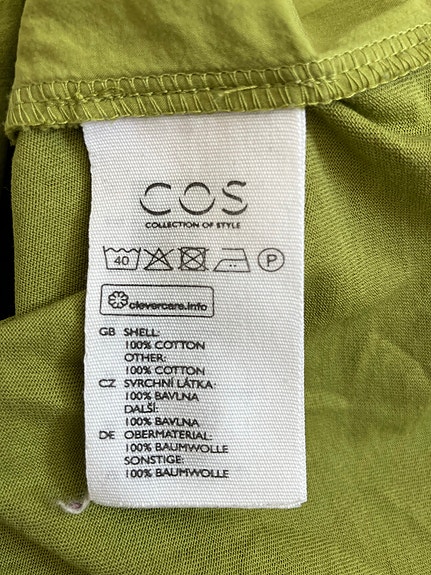 COS
COLLECTION OF STYLE
40 P
clevercare.info
GB SHELL:
100% COTTON
OTHER:
100% COTTON
CZ SVRCHNÍ LÁTKA:
100% BAVLNA
DALŠÍ:
100% BAVLNA
DE OBERMATERIAL:
100% BAUMWOLLE
SONSTIGE:
100% BAUMWOLLE